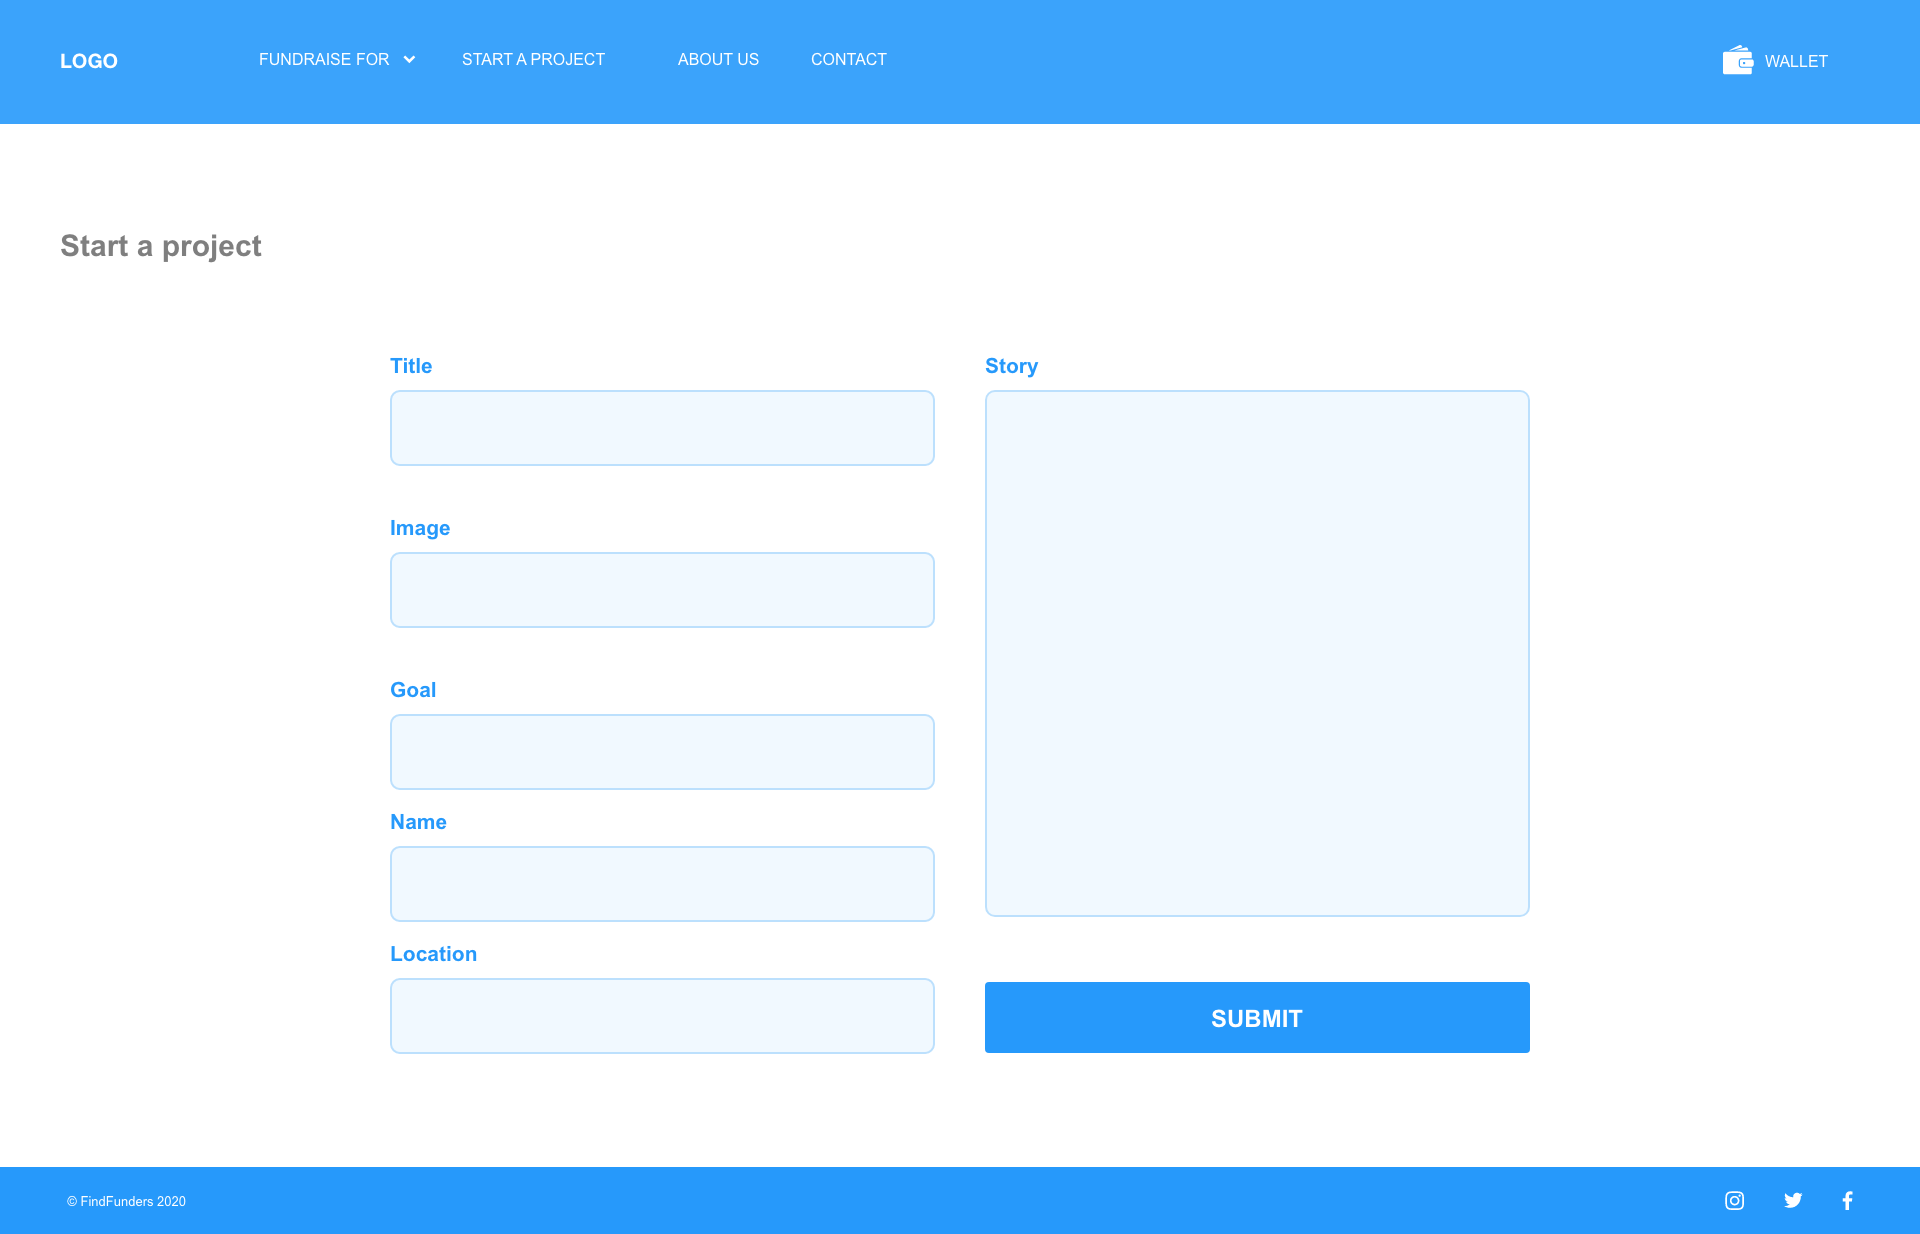 LOGO
FUNDRAISE FOR
START A PROJECT
ABOUT US
CONTACT
WALLET
Start a project
Title
Image
Goal
Name
Location
Story
SUBMIT
© FindFunders 2020